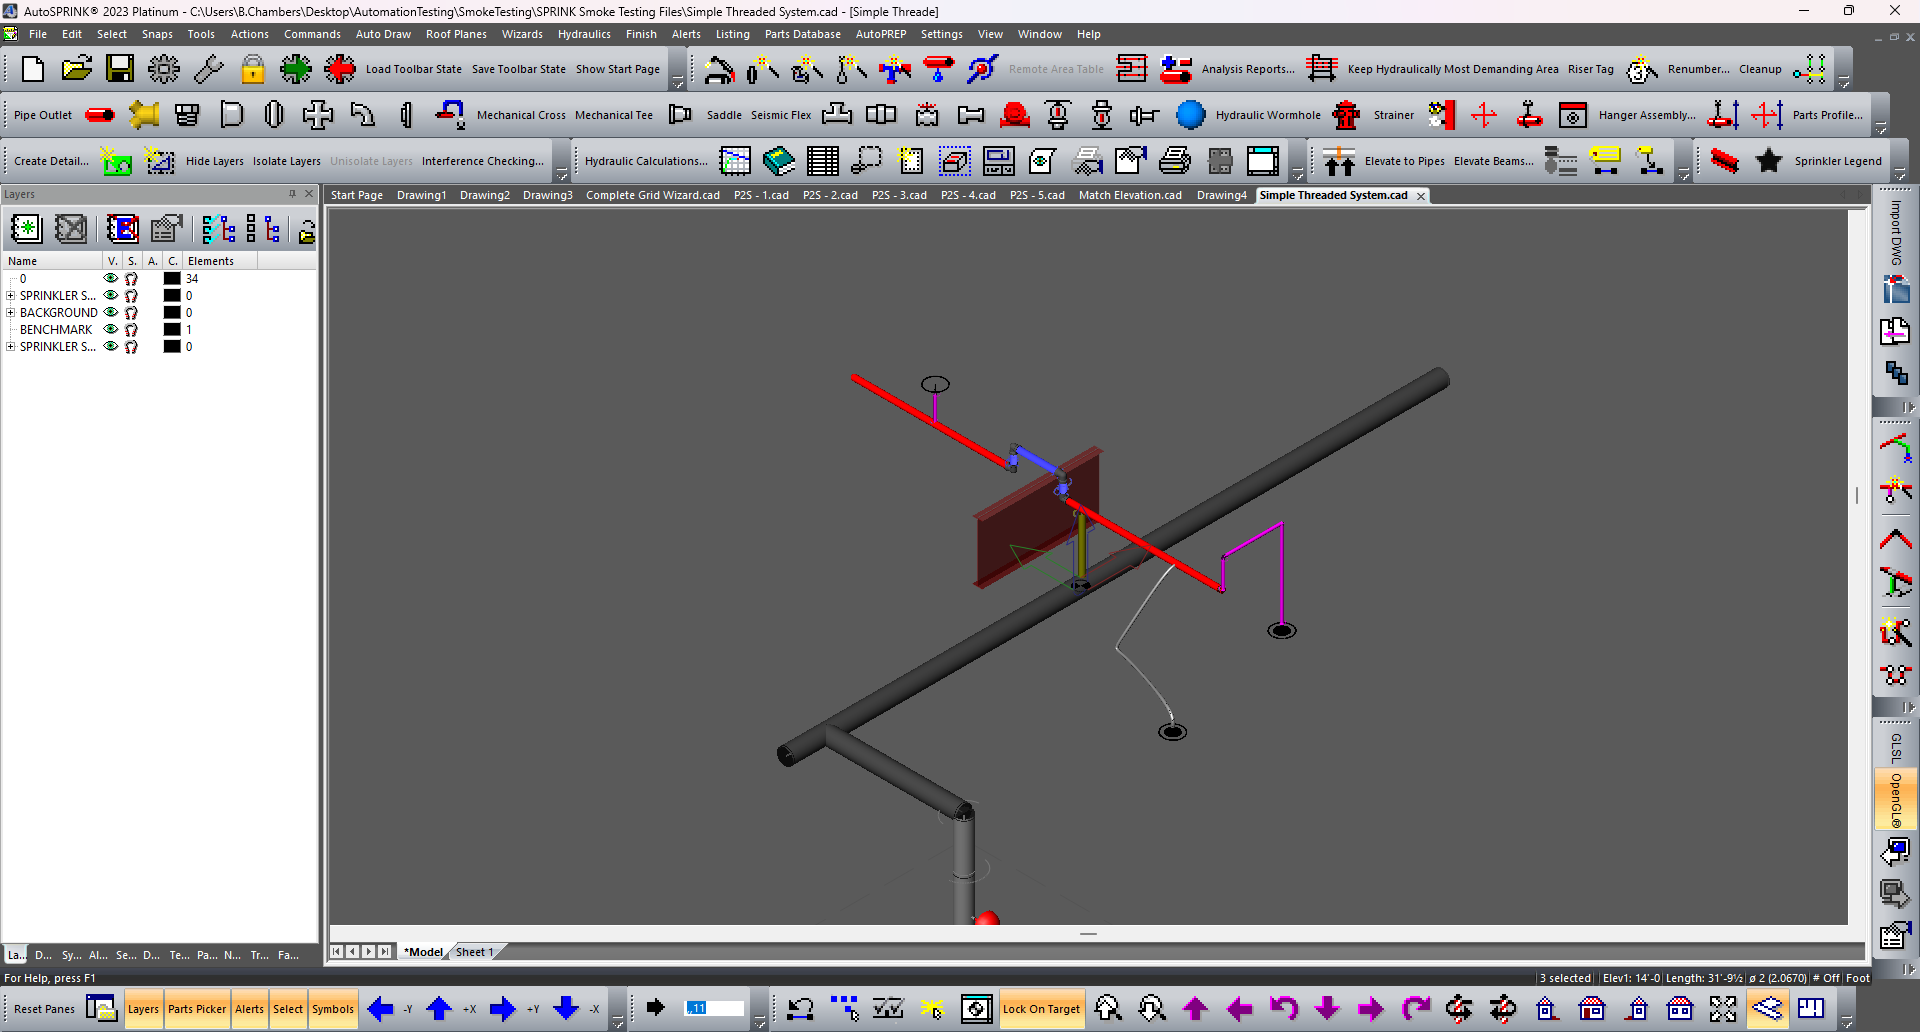 AutoSPRINK® 2023 Platinum - C:\Users\B.Chambers\Desktop\AutomationTesting\SmokeTesting\SPRINK Smoke Testing Files\Simple Threaded System.cad - [Simple Threade]
File Edit Select Snaps Tools Actions Commands Auto Draw Roof Planes Wizards Hydraulics Finish Alerts Listing Parts Database AutoPREP Settings View Window Help
Load Toolbar State Save Toolbar State Show Start Page Remote Area Table Analysis Reports... Keep Hydraulically Most Demanding Area Riser Tag Renumber... Cleanup
Pipe Outlet Mechanical Cross Mechanical Tee Saddle Seismic Flex Hydraulic Wormhole Strainer Hanger Assembly... Parts Profile...
Create Detail... Hide Layers Isolate Layers Unisolate Layers Interference Checking... Hydraulic Calculations... Elevate to Pipes Elevate Beams... Sprinkler Legend
Layers
Start Page Drawing1 Drawing2 Drawing3 Complete Grid Wizard.cad P2S - 1.cad P2S - 2.cad P2S - 3.cad P2S - 4.cad P2S - 5.cad Match Elevation.cad Drawing4 Simple Threaded System.cad
Import DWG
Name V. S. A. C. Elements
0 34
SPRINKLER S... 0
BACKGROUND 0
BENCHMARK 1
SPRINKLER S... 0
GLSL
OpenGL®
*Model Sheet 1
La... D... Sy... Al... Se... D... Te... Pa... N... Tr... Fa...
For Help, press F1
3 selected Elev1: 14'-0 Length: 31'-9½ ø 2 (2.0670) # Off Foot
Reset Panes Layers Parts Picker Alerts Select Symbols -Y +X +Y -X ,,11 Lock On Target